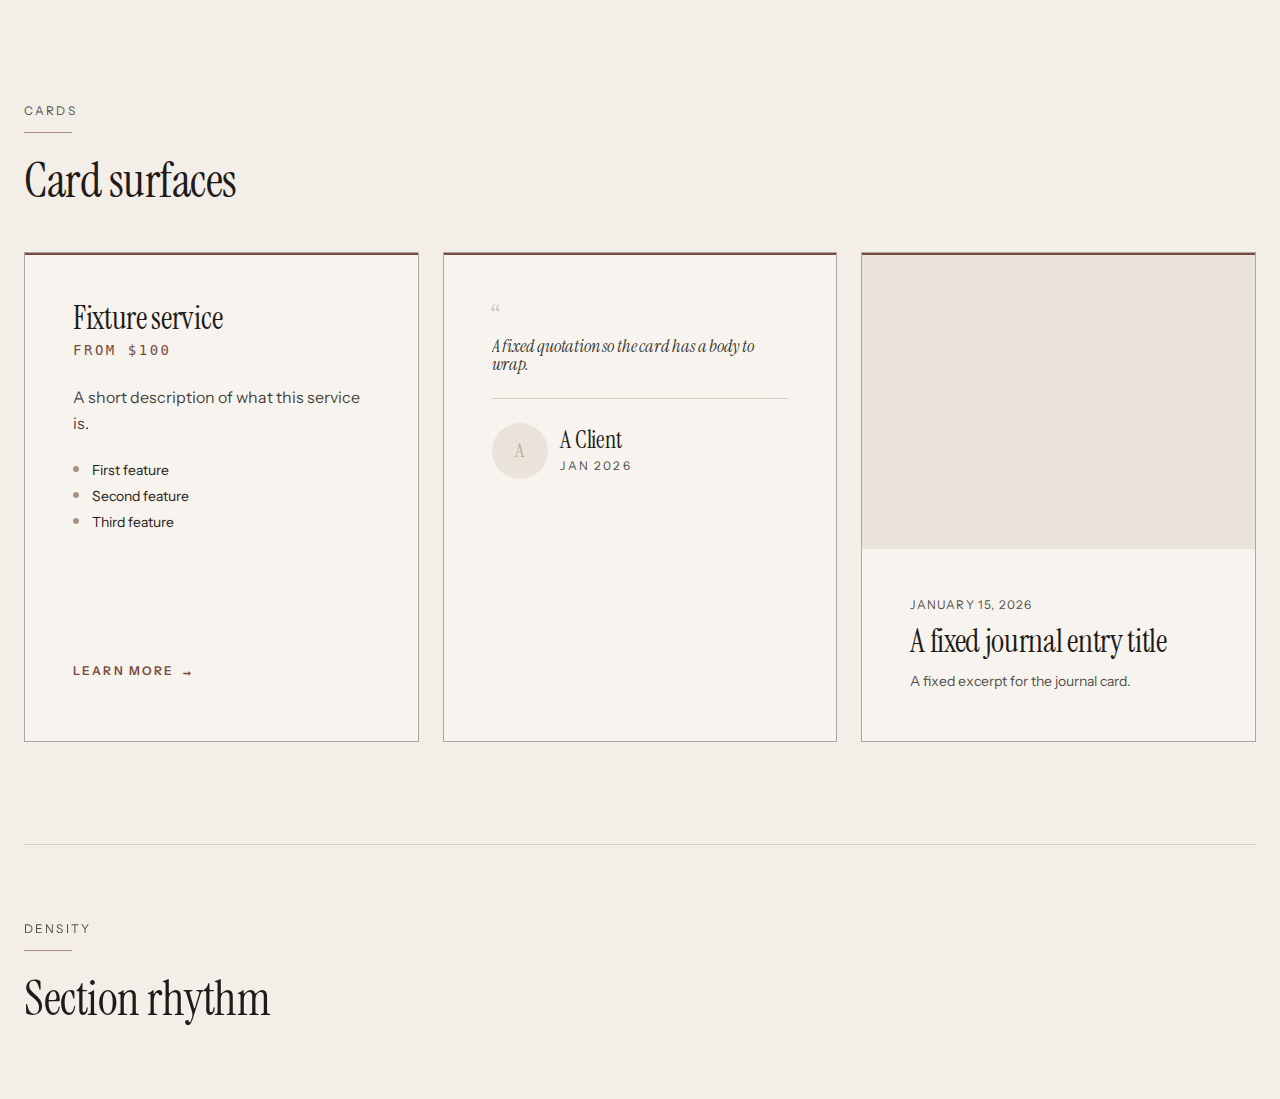 CARDS
Card surfaces
Fixture service
FROM $100
A short description of what this service
is.
First feature
Second feature
Third feature
LEARN MORE →
“
A fixed quotation so the card has a body to
wrap.
A
A Client
JAN 2026
JANUARY 15, 2026
A fixed journal entry title
A fixed excerpt for the journal card.
DENSITY
Section rhythm